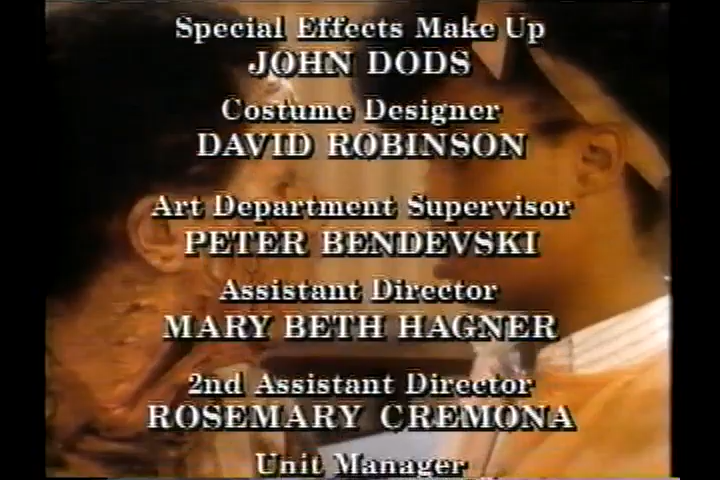 Special Effects Make Up
JOHN DODS
Costume Designer
DAVID ROBINSON
Art Department Supervisor
PETER BENDEVSKI
Assistant Director
MARY BETH HAGNER
2nd Assistant Director
ROSEMARY CREMONA
Unit Manager